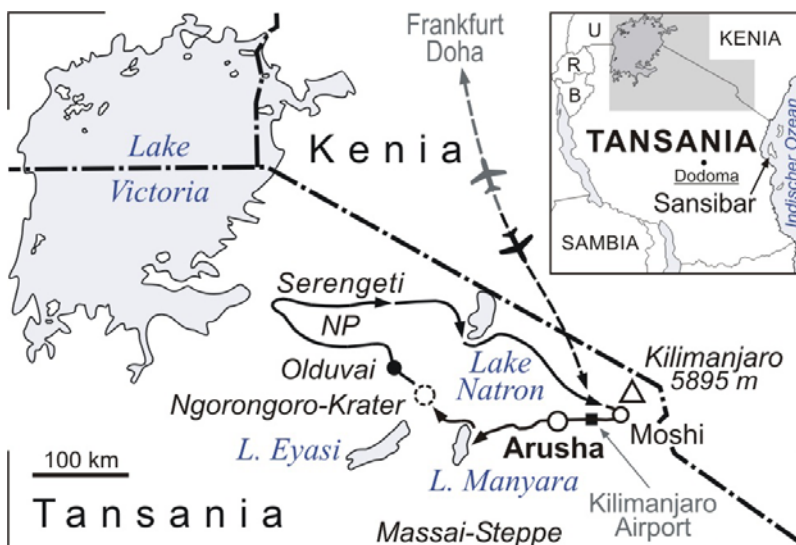 Frankfurt
Doha
Lake
Victoria
Kenia
Serengeti
NP
Olduvai
Ngorongoro-Krater
Lake
Natron
Kilimanjaro
5895 m
Moshi
Arusha
L. Eyasi
L. Manyara
Kilimanjaro
Airport
100 km
Tansania
Massai-Steppe
U
R
B
KENIA
TANSANIA
Dodoma
Sansibar
SAMBIA
Indischer Ozean